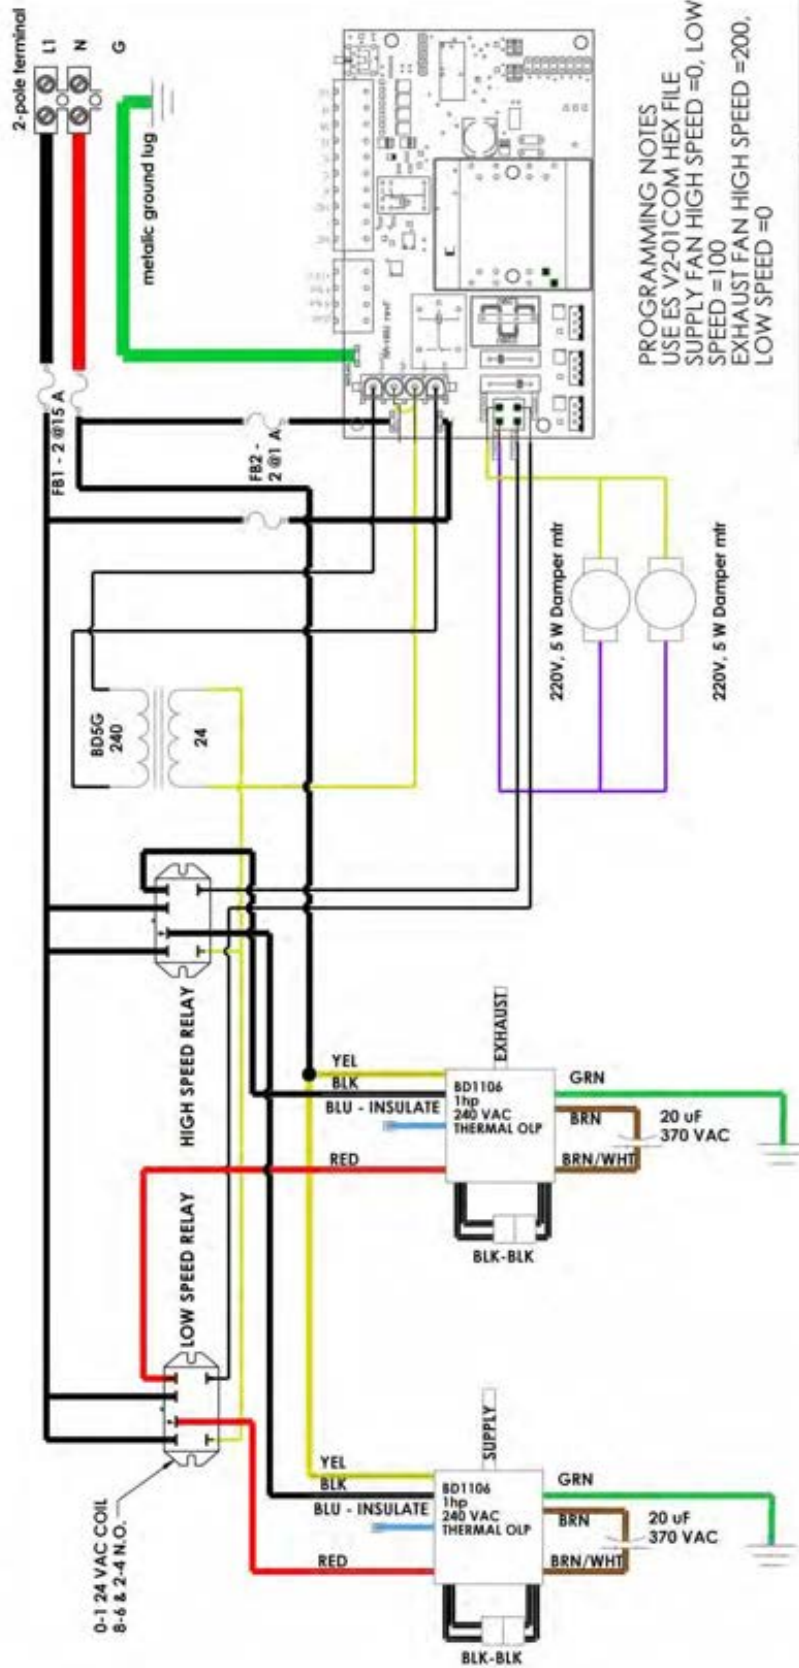 2-pole terminal
L1
N
G
metalic ground lug
FB1 - 2 @15 A
FB2 -
2 @1 A
PROGRAMMING NOTES
USE ES V2-01COM HEX FILE
SUPPLY FAN HIGH SPEED =0, LOW
SPEED =100
EXHAUST FAN HIGH SPEED =200,
LOW SPEED =0
BD5G
240
24
220V, 5 W Damper mtr
220V, 5 W Damper mtr
HIGH SPEED RELAY
LOW SPEED RELAY
0-1 24 VAC COIL
8-6 & 2-4 N.O.
YEL
BLK
BLU - INSULATE
RED
BD1106
1hp
240 VAC
THERMAL OLP
EXHAUST
GRN
BRN
20 uF
370 VAC
BRN/WHT
BLK-BLK
YEL
BLK
BLU - INSULATE
RED
BD1106
1hp
240 VAC
THERMAL OLP
SUPPLY
GRN
BRN
20 uF
370 VAC
BRN/WHT
BLK-BLK